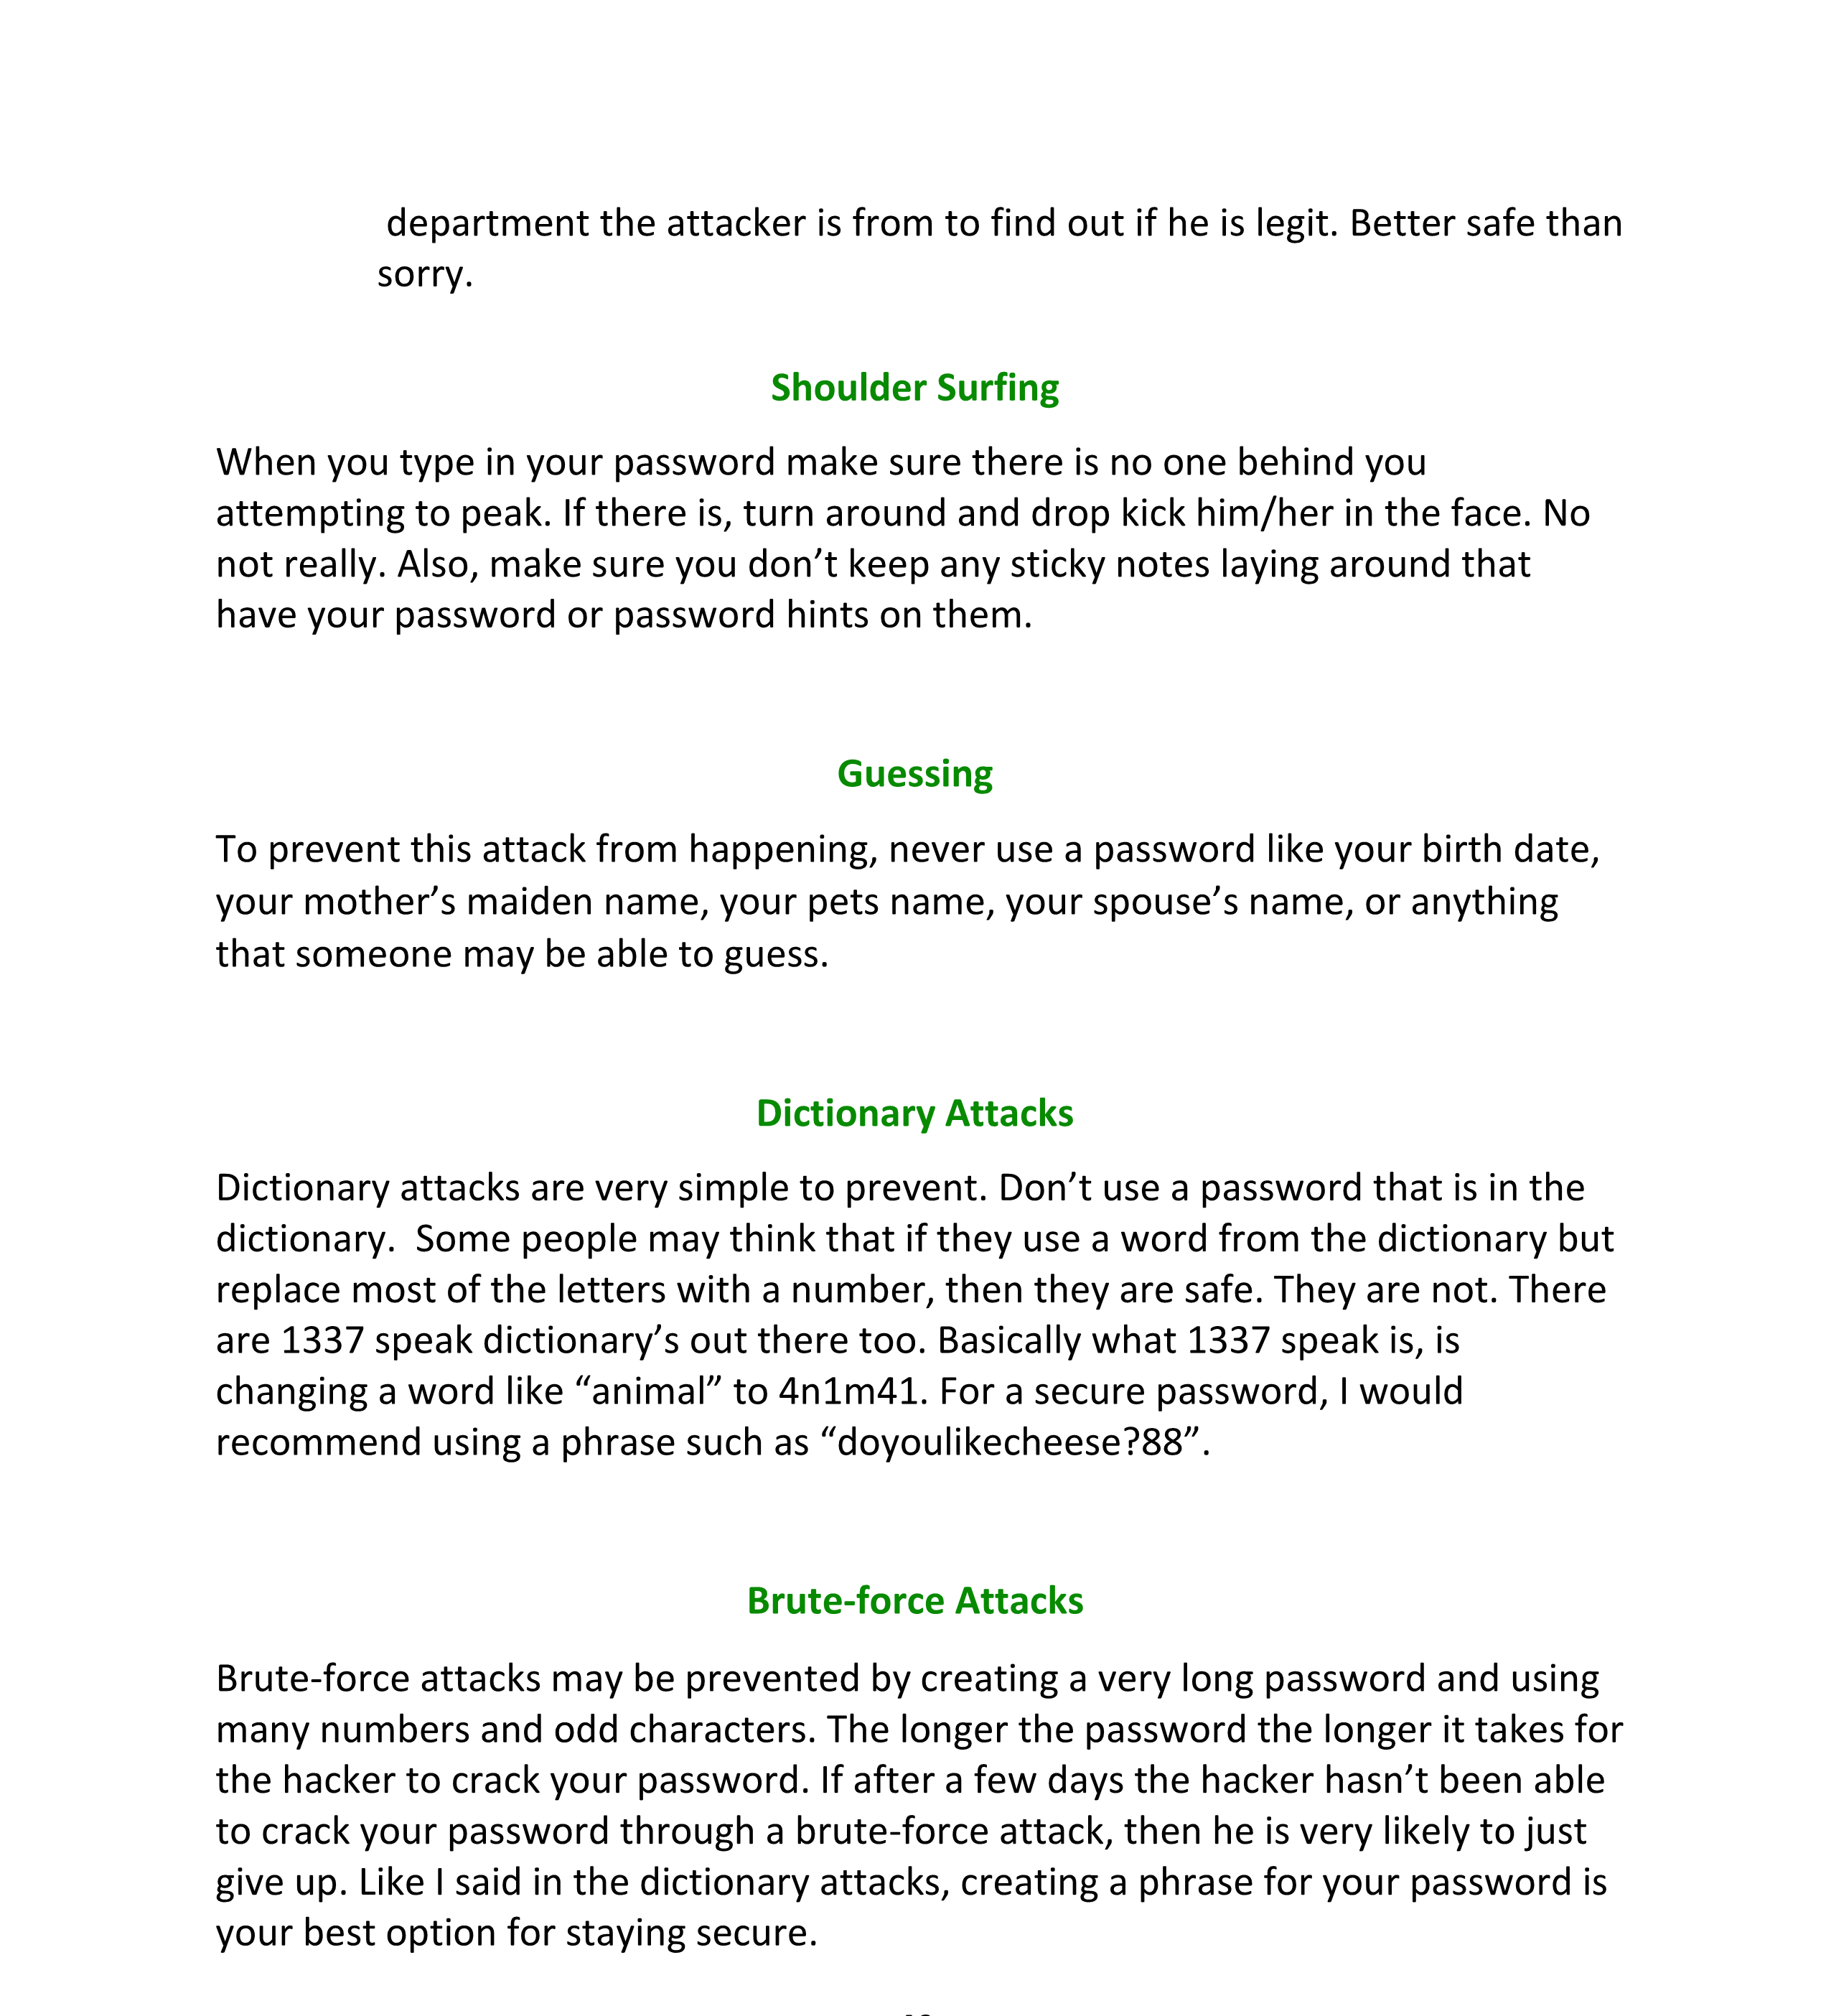 department the attacker is from to find out if he is legit. Better safe than
sorry.
Shoulder Surfing
When you type in your password make sure there is no one behind you
attempting to peak. If there is, turn around and drop kick him/her in the face. No
not really. Also, make sure you don’t keep any sticky notes laying around that
have your password or password hints on them.
Guessing
To prevent this attack from happening, never use a password like your birth date,
your mother’s maiden name, your pets name, your spouse’s name, or anything
that someone may be able to guess.
Dictionary Attacks
Dictionary attacks are very simple to prevent. Don’t use a password that is in the
dictionary.  Some people may think that if they use a word from the dictionary but
replace most of the letters with a number, then they are safe. They are not. There
are 1337 speak dictionary’s out there too. Basically what 1337 speak is, is
changing a word like “animal” to 4n1m41. For a secure password, I would
recommend using a phrase such as “doyoulikecheese?88”.
Brute-force Attacks
Brute-force attacks may be prevented by creating a very long password and using
many numbers and odd characters. The longer the password the longer it takes for
the hacker to crack your password. If after a few days the hacker hasn’t been able
to crack your password through a brute-force attack, then he is very likely to just
give up. Like I said in the dictionary attacks, creating a phrase for your password is
your best option for staying secure.